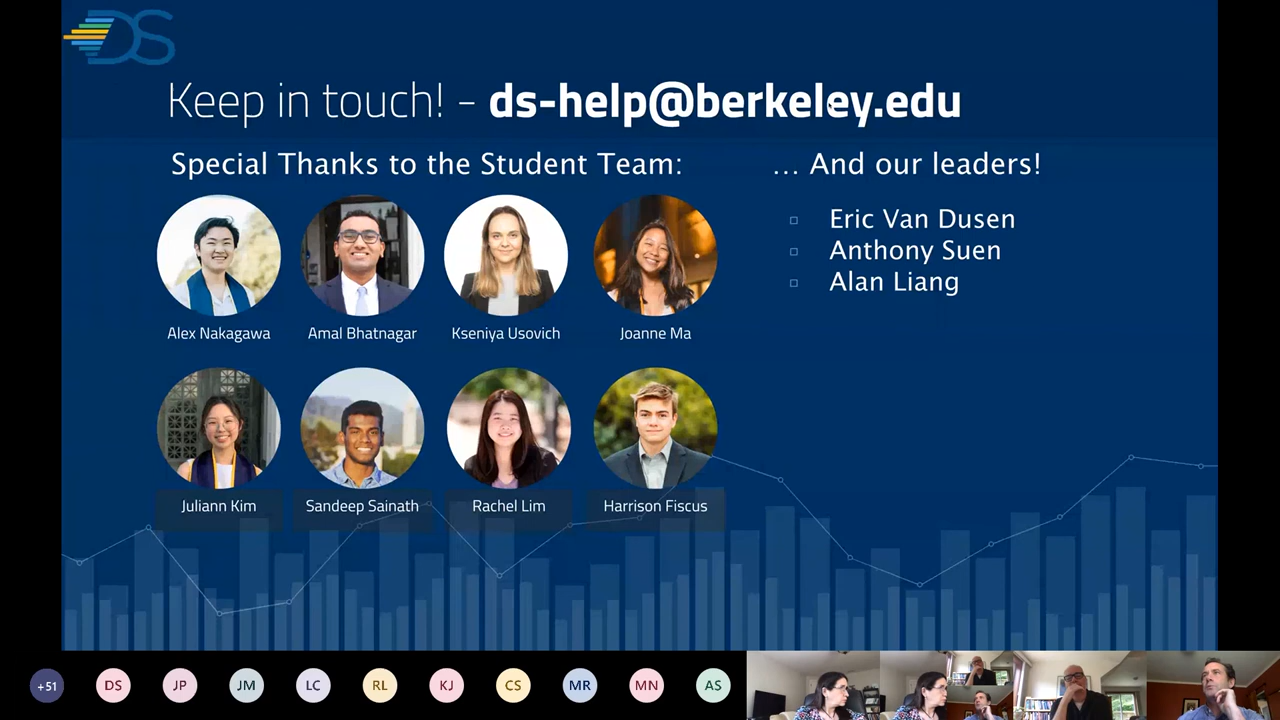 DS
Keep in touch! - ds-help@berkeley.edu
Special Thanks to the Student Team:
... And our leaders!
Eric Van Dusen
Anthony Suen
Alan Liang
Alex Nakagawa
Amal Bhatnagar
Kseniya Usovich
Joanne Ma
Juliann Kim
Sandeep Sainath
Rachel Lim
Harrison Fiscus
+51
DS
JP
JM
LC
RL
KJ
CS
MR
MN
AS